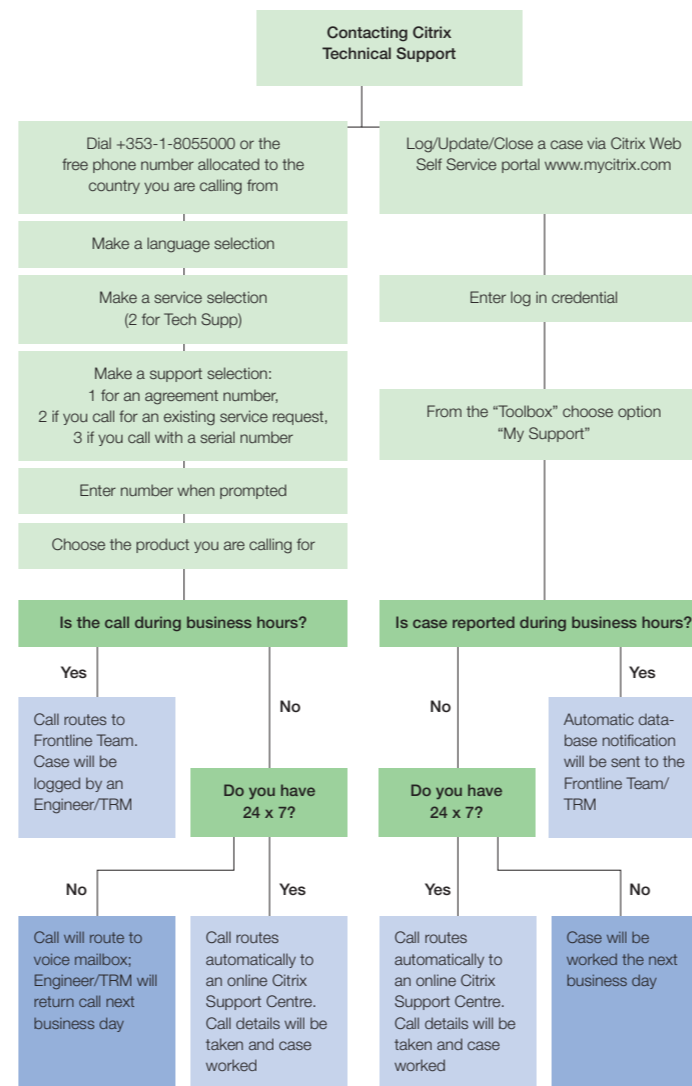 Contacting Citrix
Technical Support
Dial +353-1-8055000 or the
free phone number allocated to the
country you are calling from
Make a language selection
Make a service selection
(2 for Tech Supp)
Make a support selection:
1 for an agreement number,
2 if you call for an existing service request,
3 if you call with a serial number
Enter number when prompted
Choose the product you are calling for
Is the call during business hours?
Yes
No
Call routes to
Frontline Team.
Case will be
logged by an
Engineer/TRM
Do you have
24 x 7?
No
Yes
Call will route to
voice mailbox;
Engineer/TRM will
return call next
business day
Call routes
automatically to
an online Citrix
Support Centre.
Call details will be
taken and case
worked
Log/Update/Close a case via Citrix Web
Self Service portal www.mycitrix.com
Enter log in credential
From the “Toolbox” choose option
“My Support”
Is case reported during business hours?
No
Yes
Automatic data-
base notification
will be sent to the
Frontline Team/
TRM
Do you have
24 x 7?
Yes
No
Call routes
automatically to
an online Citrix
Support Centre.
Call details will be
taken and case
worked
Case will be
worked the next
business day